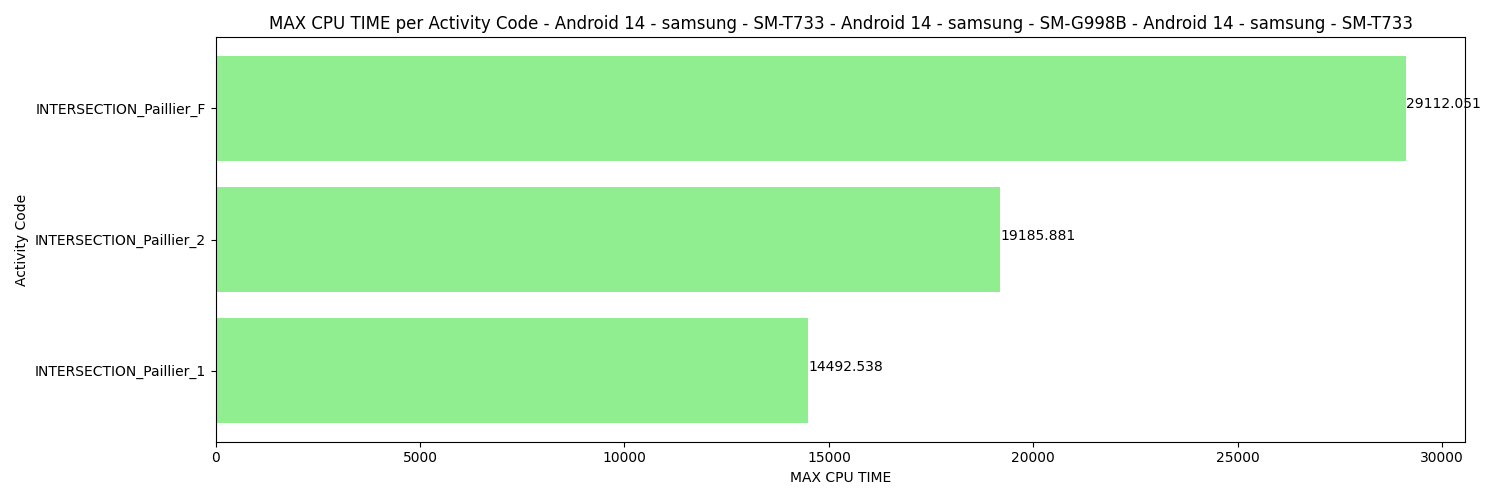 MAX CPU TIME per Activity Code - Android 14 - samsung - SM-T733 - Android 14 - samsung - SM-G998B - Android 14 - samsung - SM-T733
INTERSECTION_Paillier_F
29112.051
INTERSECTION_Paillier_2
19185.881
INTERSECTION_Paillier_1
14492.538
Activity Code
0 5000 10000 15000 20000 25000 30000
MAX CPU TIME